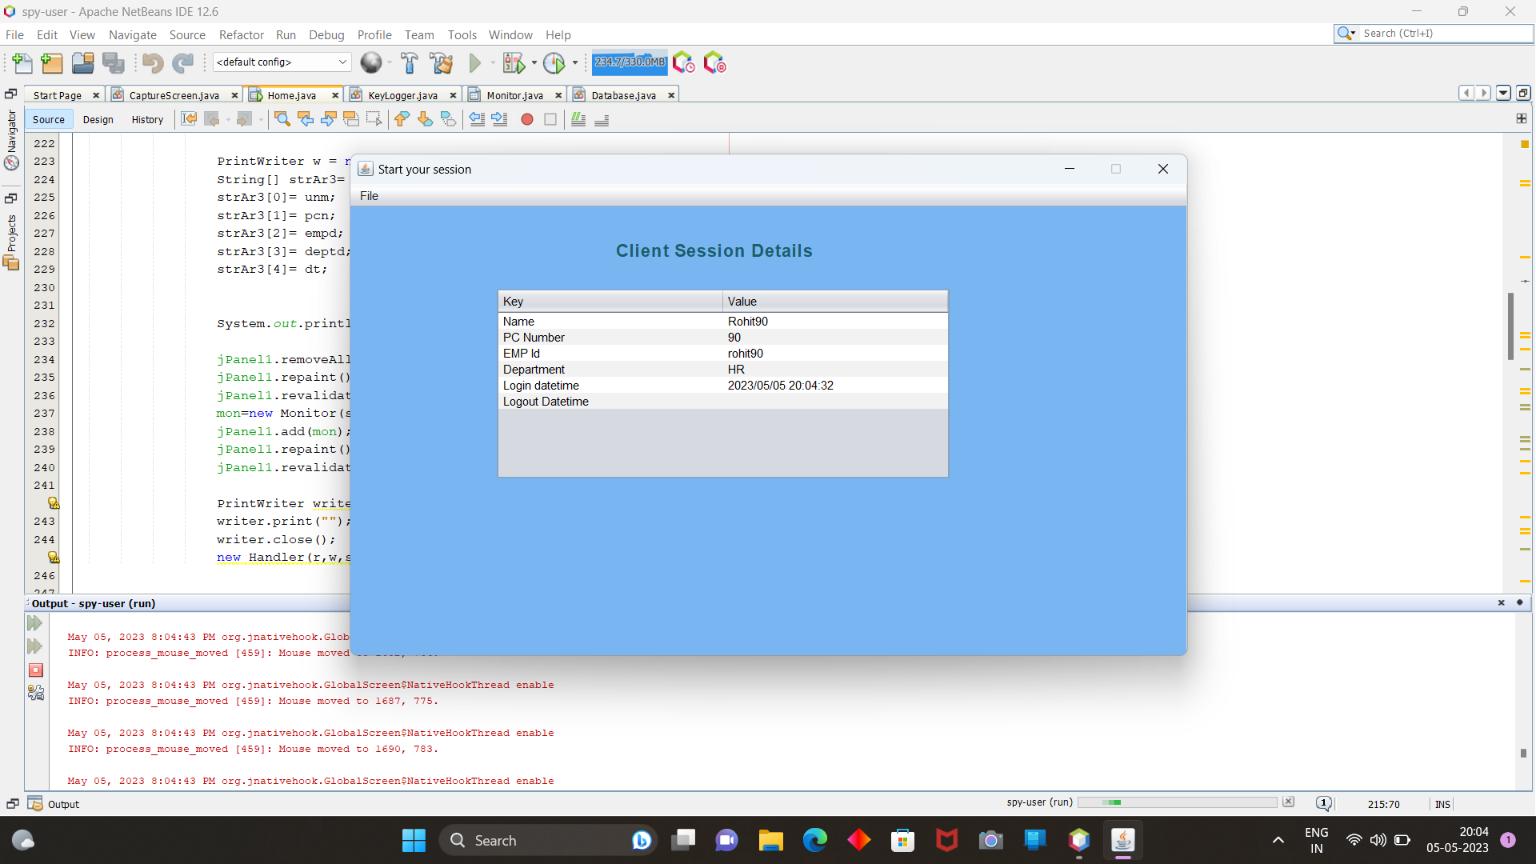 spy-user - Apache NetBeans IDE 12.6
File Edit View Navigate Source Refactor Run Debug Profile Team Tools Window Help
Search (Ctrl+I)
<default config>
234.7/330.0MB
Start Page CaptureScreen.java Home.java KeyLogger.java Monitor.java Database.java
Source Design History
Navigator
Projects
222
223 PrintWriter w = n
224 String[] strAr3=
225 strAr3[0]= unm;
226 strAr3[1]= pcn;
227 strAr3[2]= empd;
228 strAr3[3]= deptd;
229 strAr3[4]= dt;
230
231
232 System.out.printl
233
234 jPanel1.removeAll
235 jPanel1.repaint()
236 jPanel1.revalidat
237 mon=new Monitor(s
238 jPanel1.add(mon);
239 jPanel1.repaint()
240 jPanel1.revalidat
241
PrintWriter write
243 writer.print("");
244 writer.close();
new Handler(r,w,s
246
247
Start your session
File
Client Session Details
Key Value
Name Rohit90
PC Number 90
EMP Id rohit90
Department HR
Login datetime 2023/05/05 20:04:32
Logout Datetime
Output - spy-user (run)
May 05, 2023 8:04:43 PM org.jnativehook.Glob
INFO: process_mouse_moved [459]: Mouse moved
May 05, 2023 8:04:43 PM org.jnativehook.GlobalScreen$NativeHookThread enable
INFO: process_mouse_moved [459]: Mouse moved to 1687, 775.
May 05, 2023 8:04:43 PM org.jnativehook.GlobalScreen$NativeHookThread enable
INFO: process_mouse_moved [459]: Mouse moved to 1690, 783.
May 05, 2023 8:04:43 PM org.jnativehook.GlobalScreen$NativeHookThread enable
Output
spy-user (run)
1
215:70
INS
Search
ENG
IN
20:04
05-05-2023
1